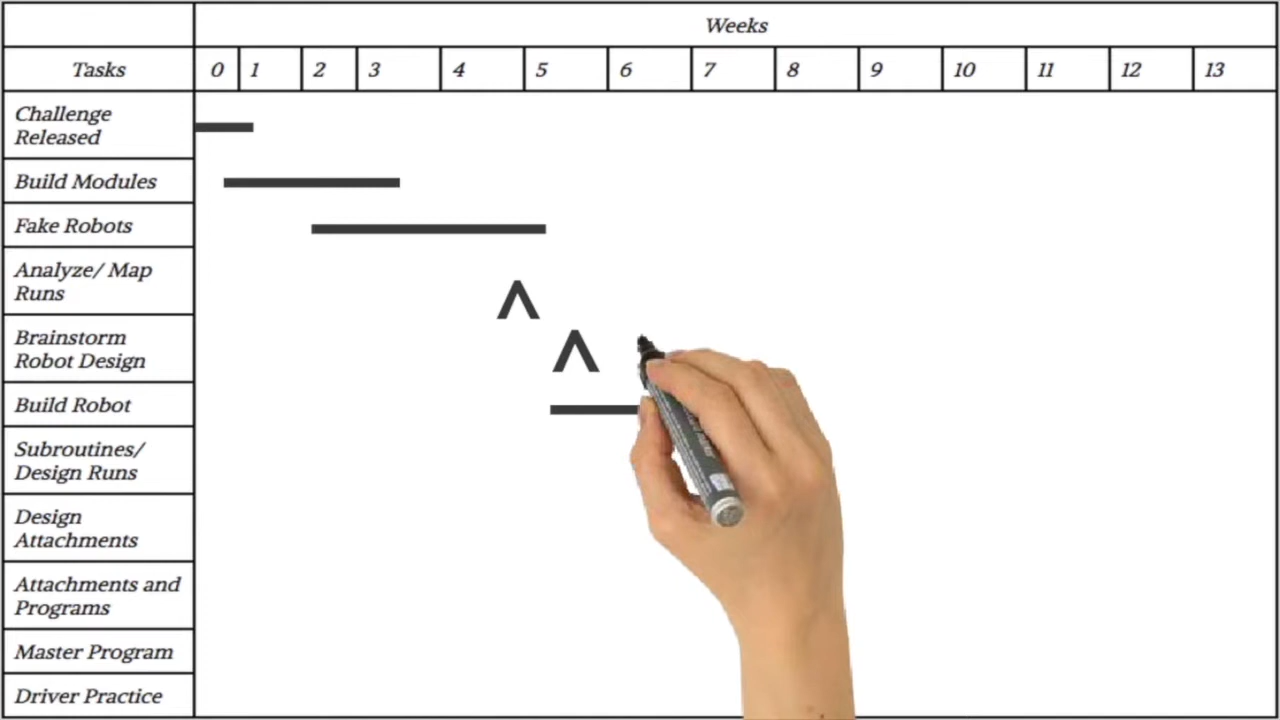 Weeks
Tasks 0 1 2 3 4 5 6 7 8 9 10 11 12 13
Challenge
Released
Build Modules
Fake Robots
Analyze/ Map
Runs
Brainstorm
Robot Design
Build Robot
Subroutines/
Design Runs
Design
Attachments
Attachments and
Programs
Master Program
Driver Practice